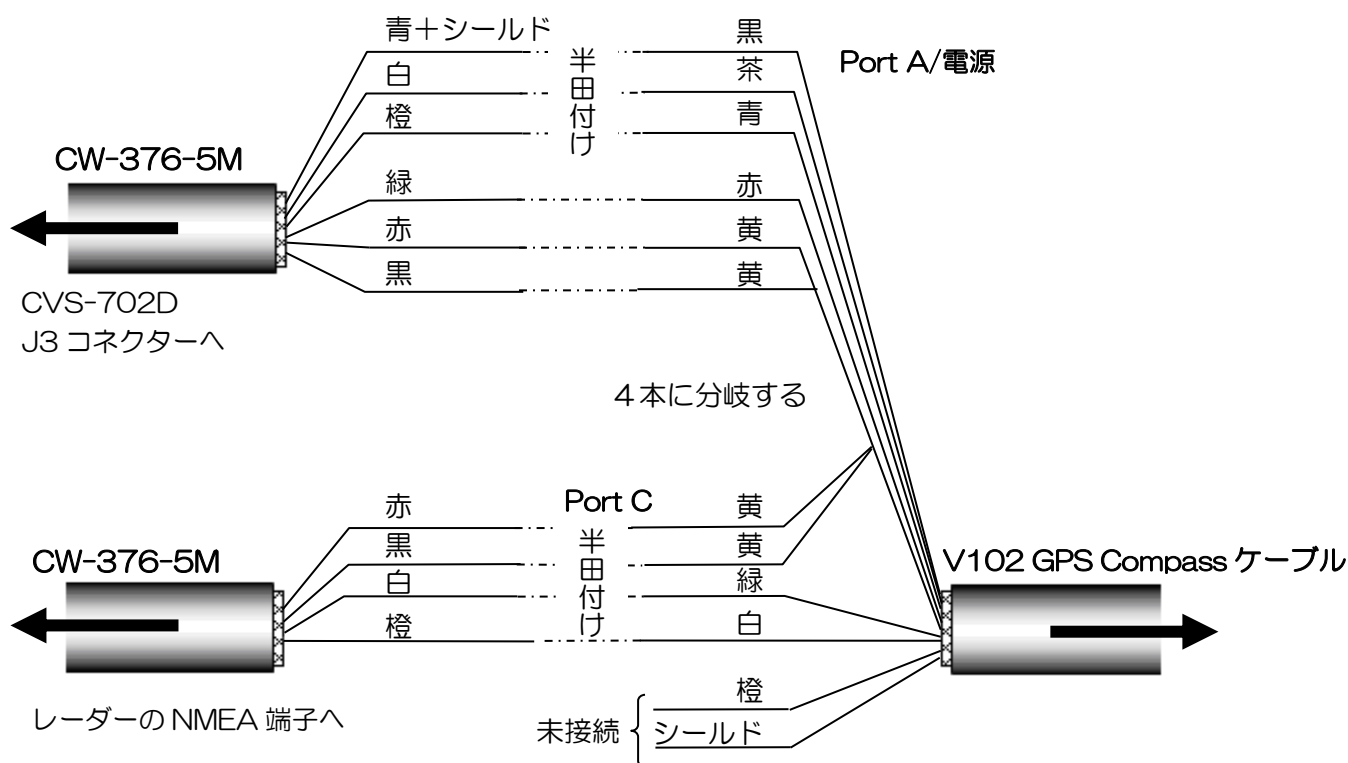 青+シールド
黒
白
茶
橙
青
半田付け
Port A/電源
CW-376-5M
緑
赤
赤
黄
黒
黄
CVS-702D
J3 コネクターへ
4本に分岐する
赤
Port C
黄
黒
黄
白
緑
橙
白
半田付け
CW-376-5M
V102 GPS Compass ケーブル
レーダーの NMEA 端子へ
橙
未接続
シールド